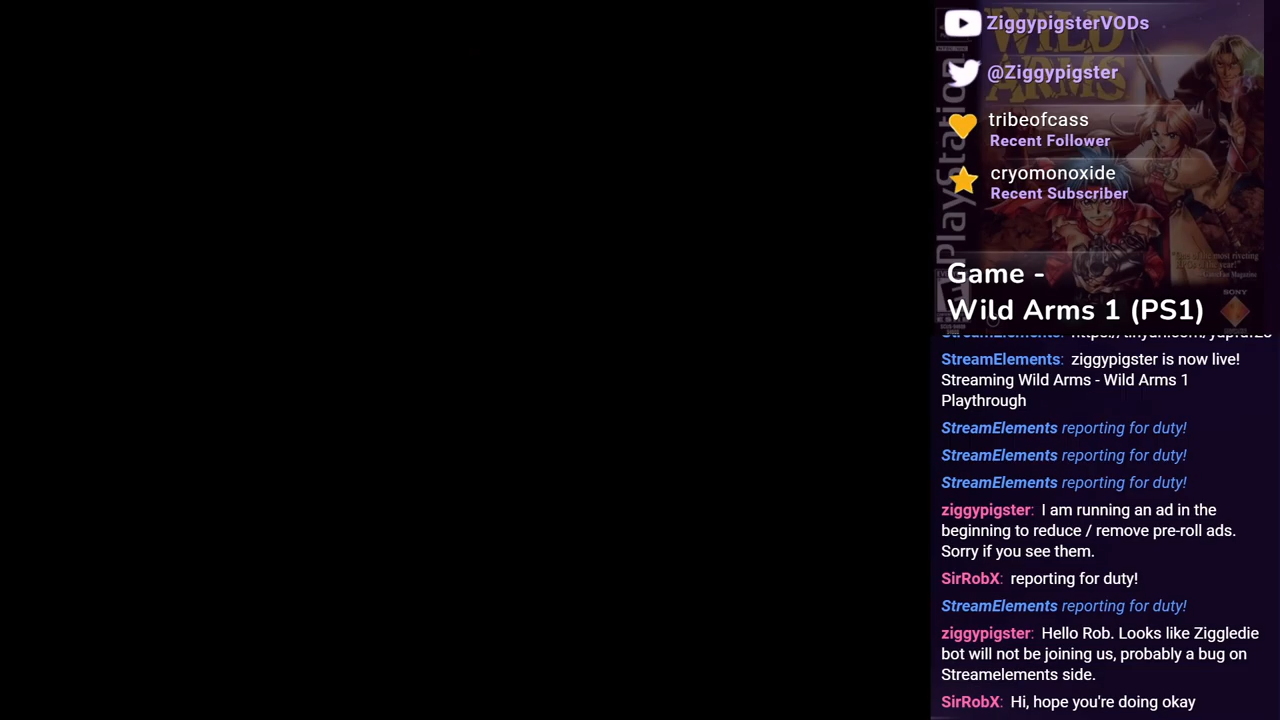 ZiggypigsterVODs
@Ziggypigster
tribeofcass
Recent Follower
cryomonoxide
Recent Subscriber
WILD
ARMS
PlayStation
Game -
Wild Arms 1 (PS1)
SONY
StreamElements: ziggypigster is now live!
Streaming Wild Arms - Wild Arms 1
Playthrough
StreamElements reporting for duty!
StreamElements reporting for duty!
StreamElements reporting for duty!
ziggypigster: I am running an ad in the
beginning to reduce / remove pre-roll ads.
Sorry if you see them.
SirRobX: reporting for duty!
StreamElements reporting for duty!
ziggypigster: Hello Rob. Looks like Ziggledie
bot will not be joining us, probably a bug on
Streamelements side.
SirRobX: Hi, hope you're doing okay